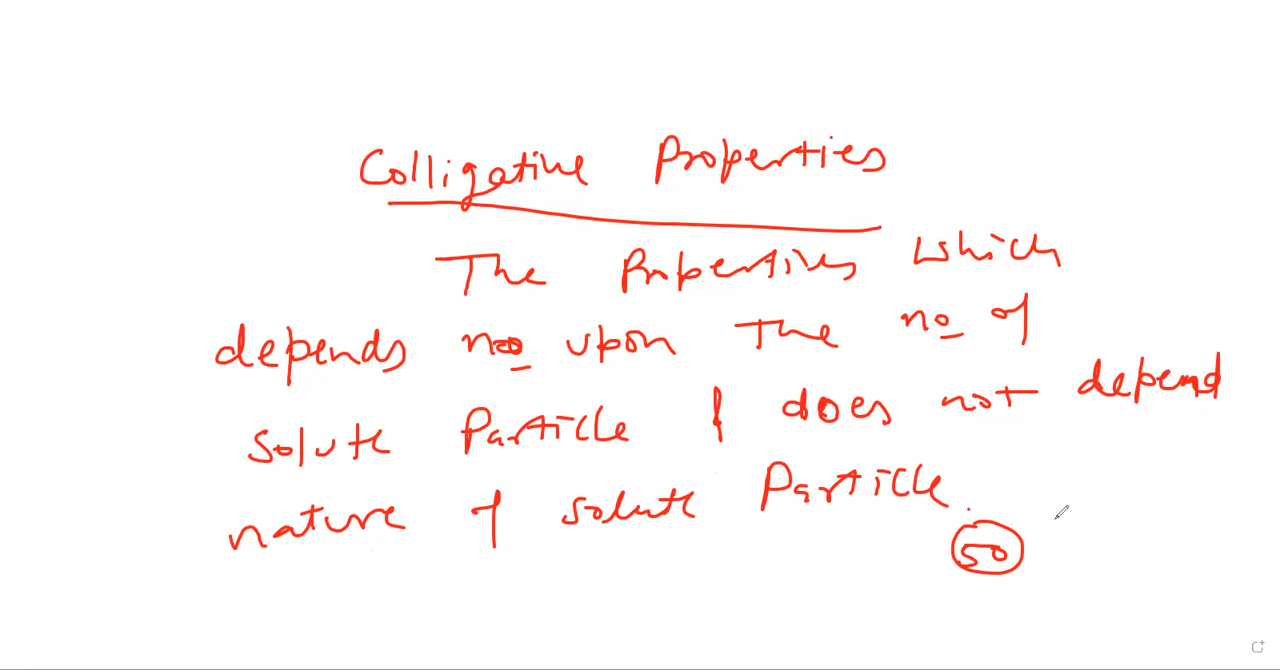 Colligative Properties
The Properties which
depends no upon the no of
solute Particle & does not depend
nature of solute Particle.
50